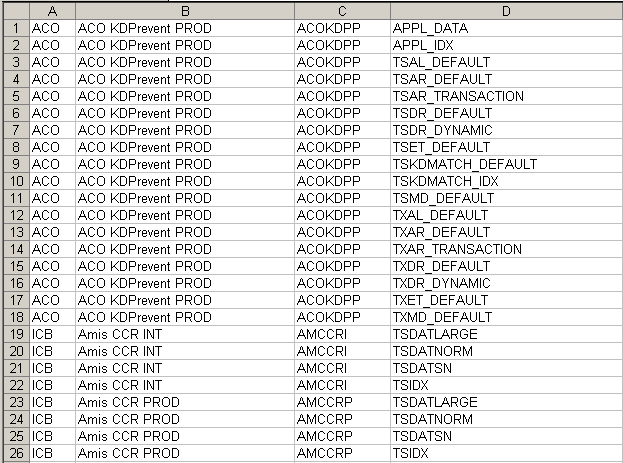 A B C D
1 ACO ACO KDPrevent PROD ACOKDPP APPL_DATA
2 ACO ACO KDPrevent PROD ACOKDPP APPL_IDX
3 ACO ACO KDPrevent PROD ACOKDPP TSAL_DEFAULT
4 ACO ACO KDPrevent PROD ACOKDPP TSAR_DEFAULT
5 ACO ACO KDPrevent PROD ACOKDPP TSAR_TRANSACTION
6 ACO ACO KDPrevent PROD ACOKDPP TSDR_DEFAULT
7 ACO ACO KDPrevent PROD ACOKDPP TSDR_DYNAMIC
8 ACO ACO KDPrevent PROD ACOKDPP TSET_DEFAULT
9 ACO ACO KDPrevent PROD ACOKDPP TSKDMATCH_DEFAULT
10 ACO ACO KDPrevent PROD ACOKDPP TSKDMATCH_IDX
11 ACO ACO KDPrevent PROD ACOKDPP TSMD_DEFAULT
12 ACO ACO KDPrevent PROD ACOKDPP TXAL_DEFAULT
13 ACO ACO KDPrevent PROD ACOKDPP TXAR_DEFAULT
14 ACO ACO KDPrevent PROD ACOKDPP TXAR_TRANSACTION
15 ACO ACO KDPrevent PROD ACOKDPP TXDR_DEFAULT
16 ACO ACO KDPrevent PROD ACOKDPP TXDR_DYNAMIC
17 ACO ACO KDPrevent PROD ACOKDPP TXET_DEFAULT
18 ACO ACO KDPrevent PROD ACOKDPP TXMD_DEFAULT
19 ICB Amis CCR INT AMCCRI TSDATLARGE
20 ICB Amis CCR INT AMCCRI TSDATNORM
21 ICB Amis CCR INT AMCCRI TSDATSN
22 ICB Amis CCR INT AMCCRI TSIDX
23 ICB Amis CCR PROD AMCCRP TSDATLARGE
24 ICB Amis CCR PROD AMCCRP TSDATNORM
25 ICB Amis CCR PROD AMCCRP TSDATSN
26 ICB Amis CCR PROD AMCCRP TSIDX